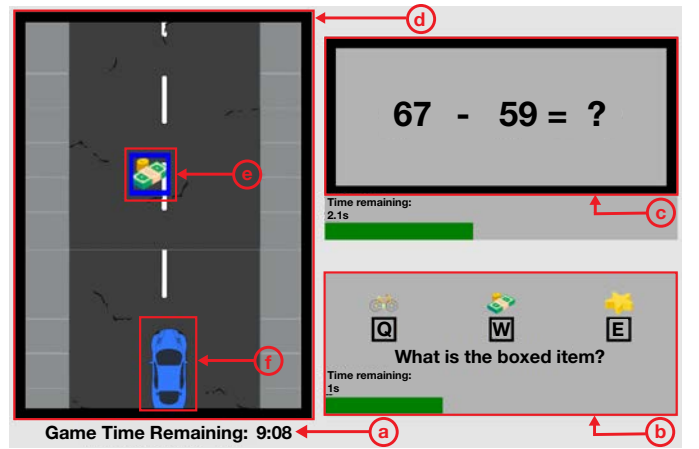 d
67 - 59 = ?
e
Time remaining:
2.1s
c
Q W E
What is the boxed item?
f
Time remaining:
1s
Game Time Remaining: 9:08
a
b